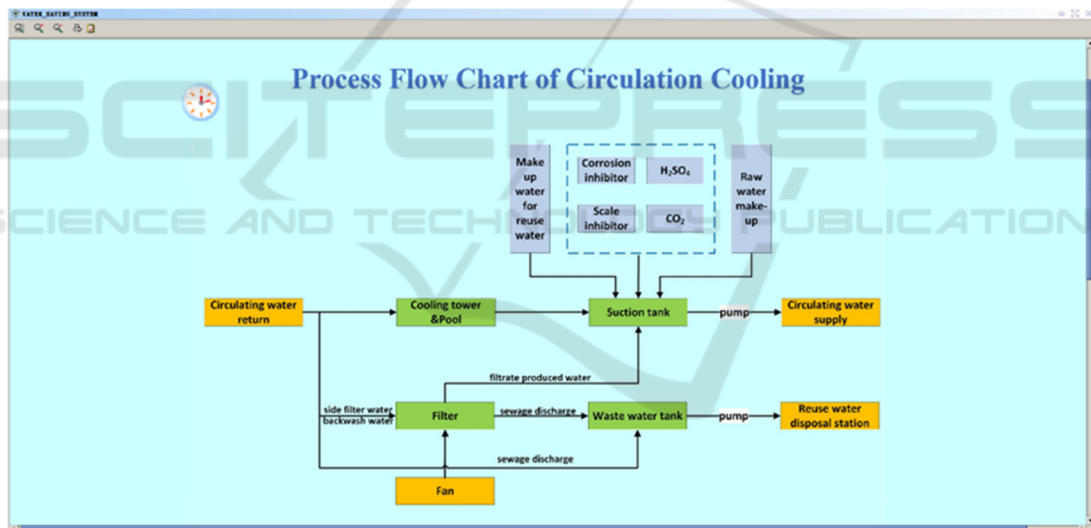 WATER_SAVING_SYSTEM
Process Flow Chart of Circulation Cooling
SCITEPRESS
SCIENCE AND TECHNOLOGY PUBLICATIONS
Make
up
water
for
reuse
water
Corrosion
inhibitor
H₂SO₄
Scale
inhibitor
CO₂
Raw
water
make-
up
Circulating water
return
Cooling tower
&Pool
Suction tank
pump
Circulating water
supply
filtrate produced water
side filter water
backwash water
Filter
sewage discharge
Waste water tank
pump
Reuse water
disposal station
sewage discharge
Fan